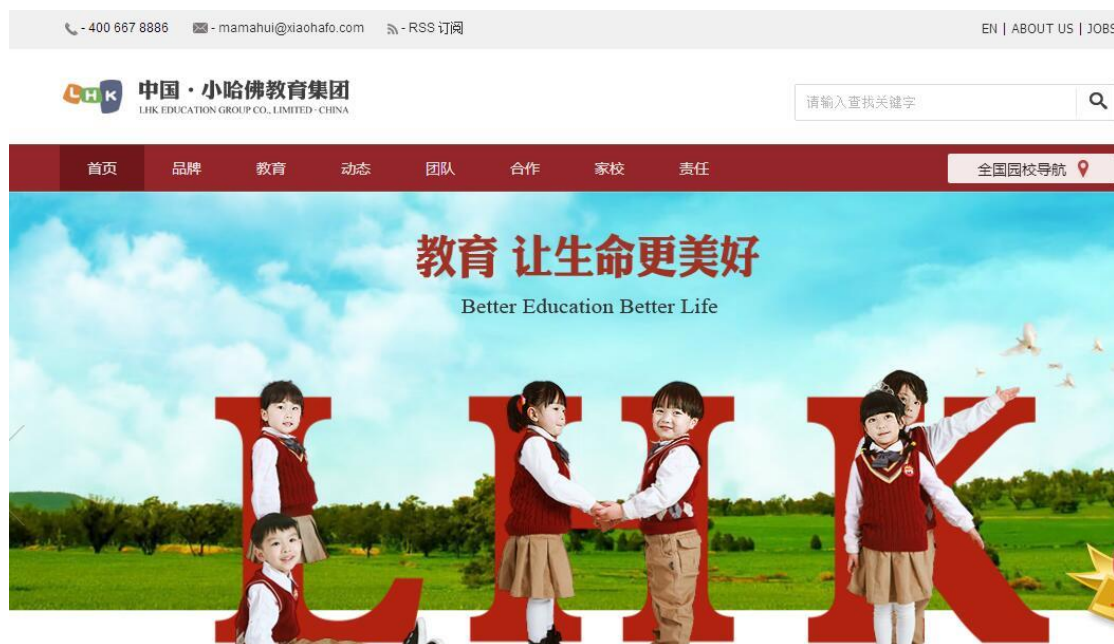 - 400 667 8886 - mamahui@xiaohafo.com - RSS 订阅 EN | ABOUT US | JOBS
LHK 中国·小哈佛教育集团
LHK EDUCATION GROUP CO., LIMITED - CHINA
请输入查找关键字
首页 品牌 教育 动态 团队 合作 家校 责任 全国园校导航
教育 让生命更美好
Better Education Better Life
LHK